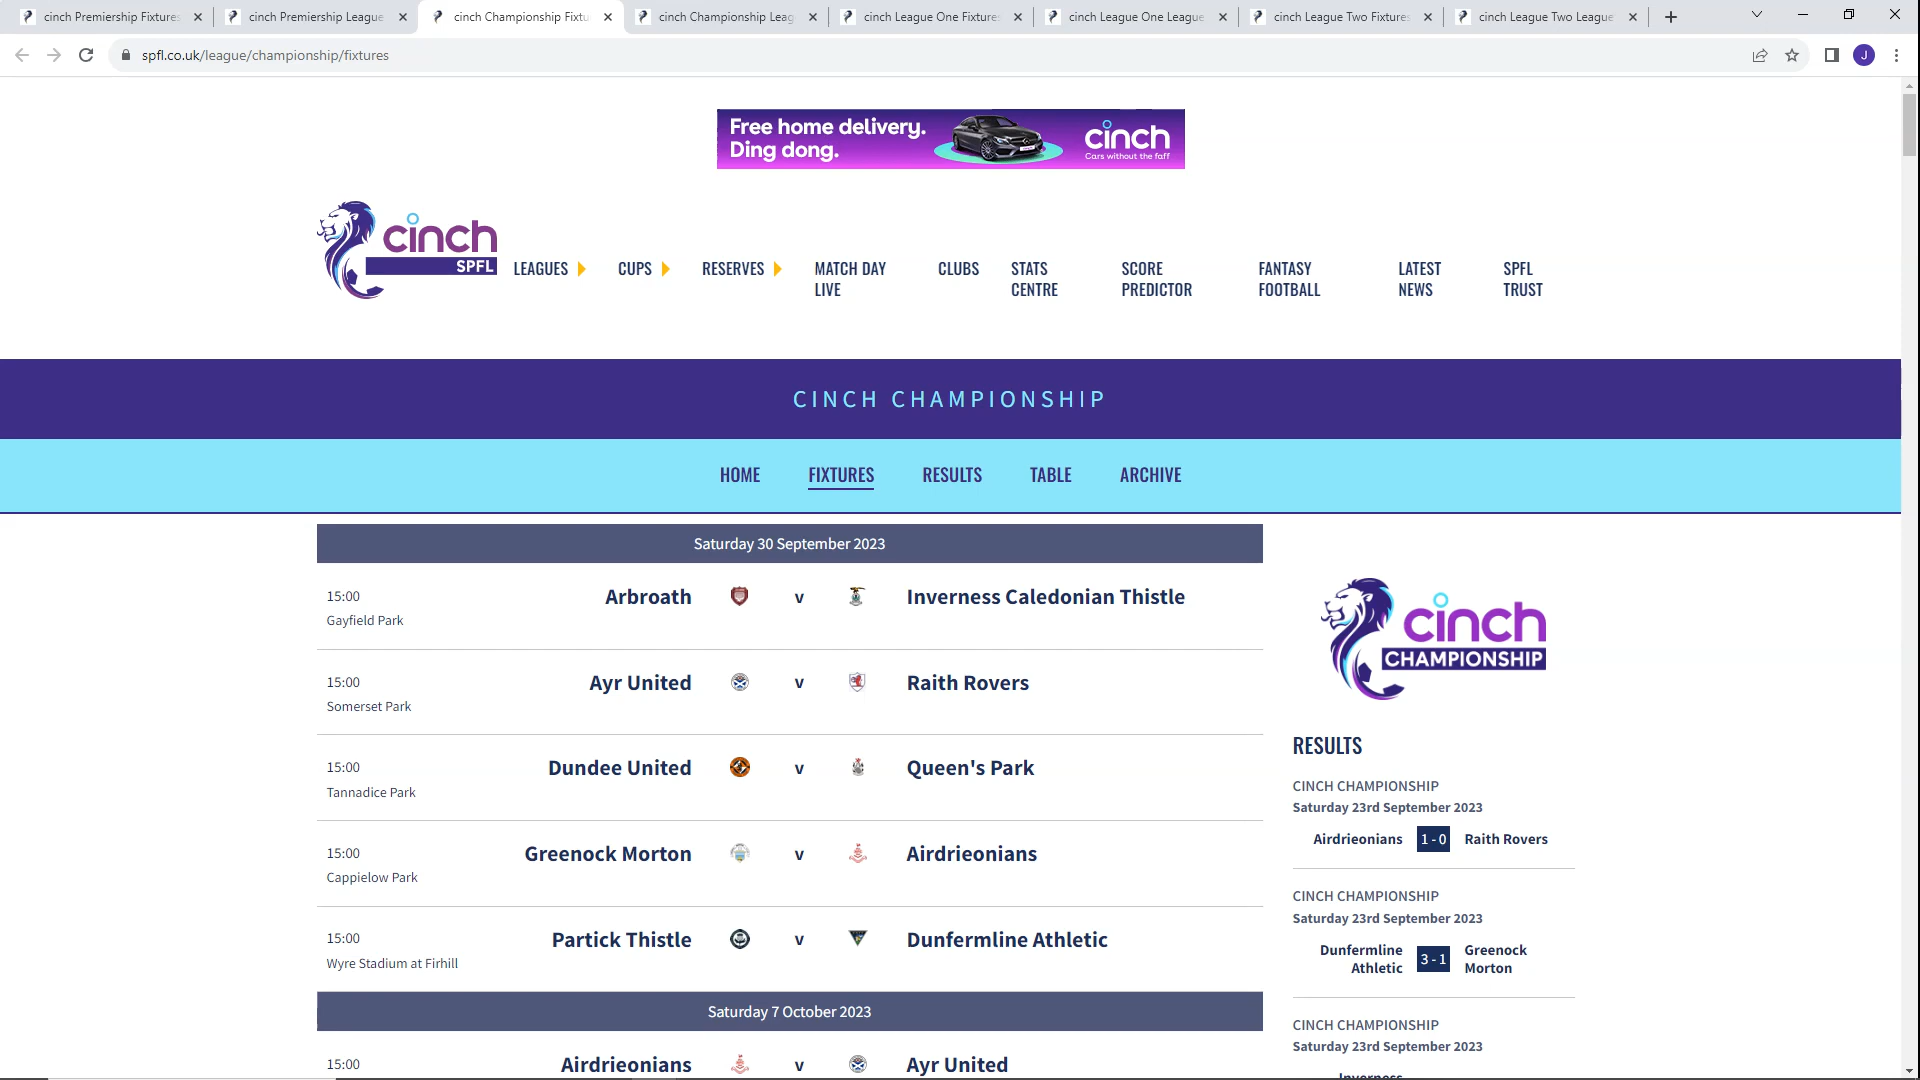 cinch Premiership Fixtures
cinch Premiership League
cinch Championship Fixtu
cinch Championship Leag
cinch League One Fixtures
cinch League One League
cinch League Two Fixtures
cinch League Two League
spfl.co.uk/league/championship/fixtures
J
Free home delivery.
Ding dong.
cinch
Cars without the faff
cinch
SPFL
LEAGUES
CUPS
RESERVES
MATCH DAY
LIVE
CLUBS
STATS
CENTRE
SCORE
PREDICTOR
FANTASY
FOOTBALL
LATEST
NEWS
SPFL
TRUST
CINCH CHAMPIONSHIP
HOME FIXTURES RESULTS TABLE ARCHIVE
Saturday 30 September 2023
15:00 Arbroath v Inverness Caledonian Thistle
Gayfield Park
15:00 Ayr United v Raith Rovers
Somerset Park
15:00 Dundee United v Queen's Park
Tannadice Park
15:00 Greenock Morton v Airdrieonians
Cappielow Park
15:00 Partick Thistle v Dunfermline Athletic
Wyre Stadium at Firhill
Saturday 7 October 2023
15:00 Airdrieonians v Ayr United
cinch
CHAMPIONSHIP
RESULTS
CINCH CHAMPIONSHIP
Saturday 23rd September 2023
Airdrieonians 1 - 0 Raith Rovers
CINCH CHAMPIONSHIP
Saturday 23rd September 2023
Dunfermline
Athletic
3 - 1
Greenock
Morton
CINCH CHAMPIONSHIP
Saturday 23rd September 2023
Inverness